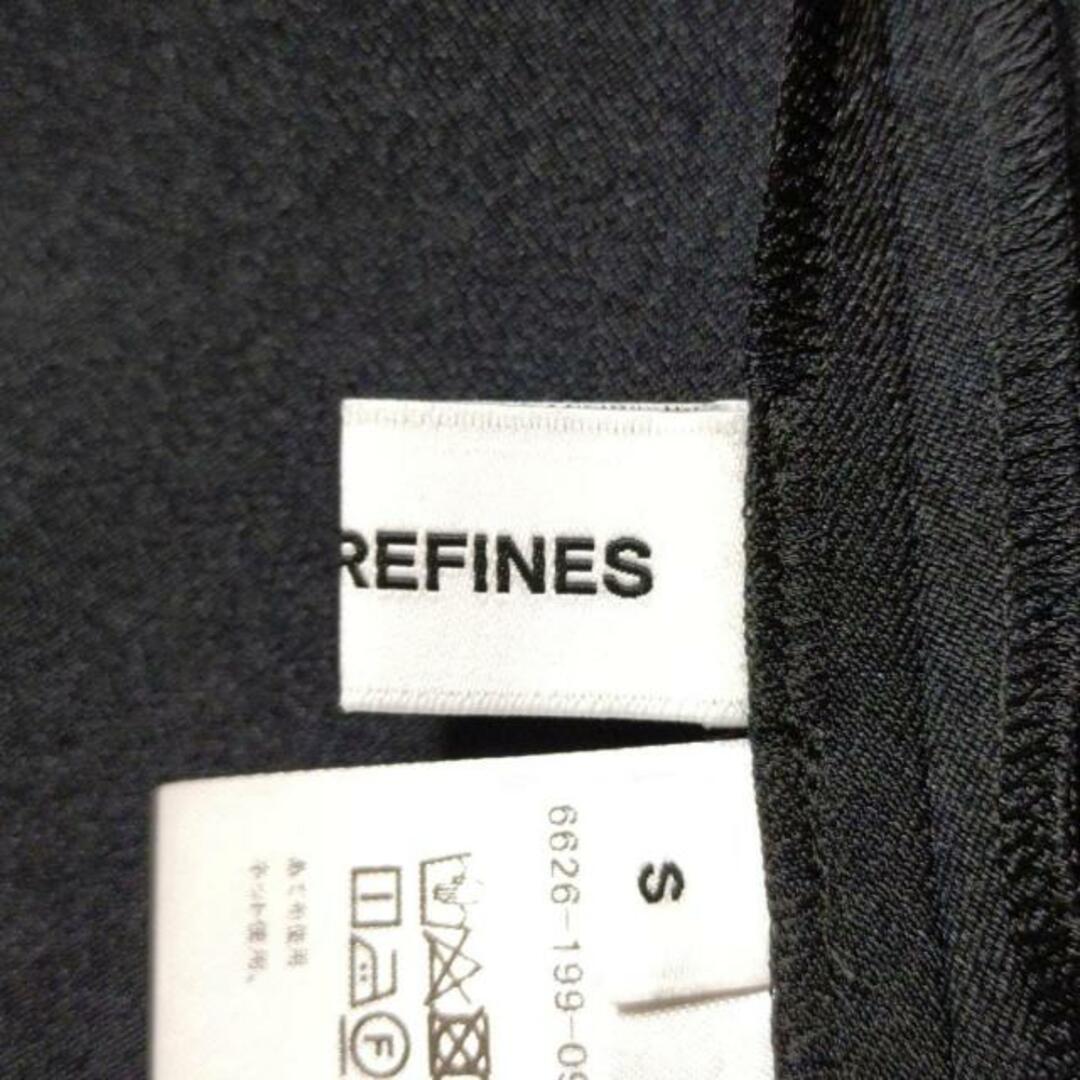 REFINES
S
6626-199-09
F
あて布使用
ネット使用。